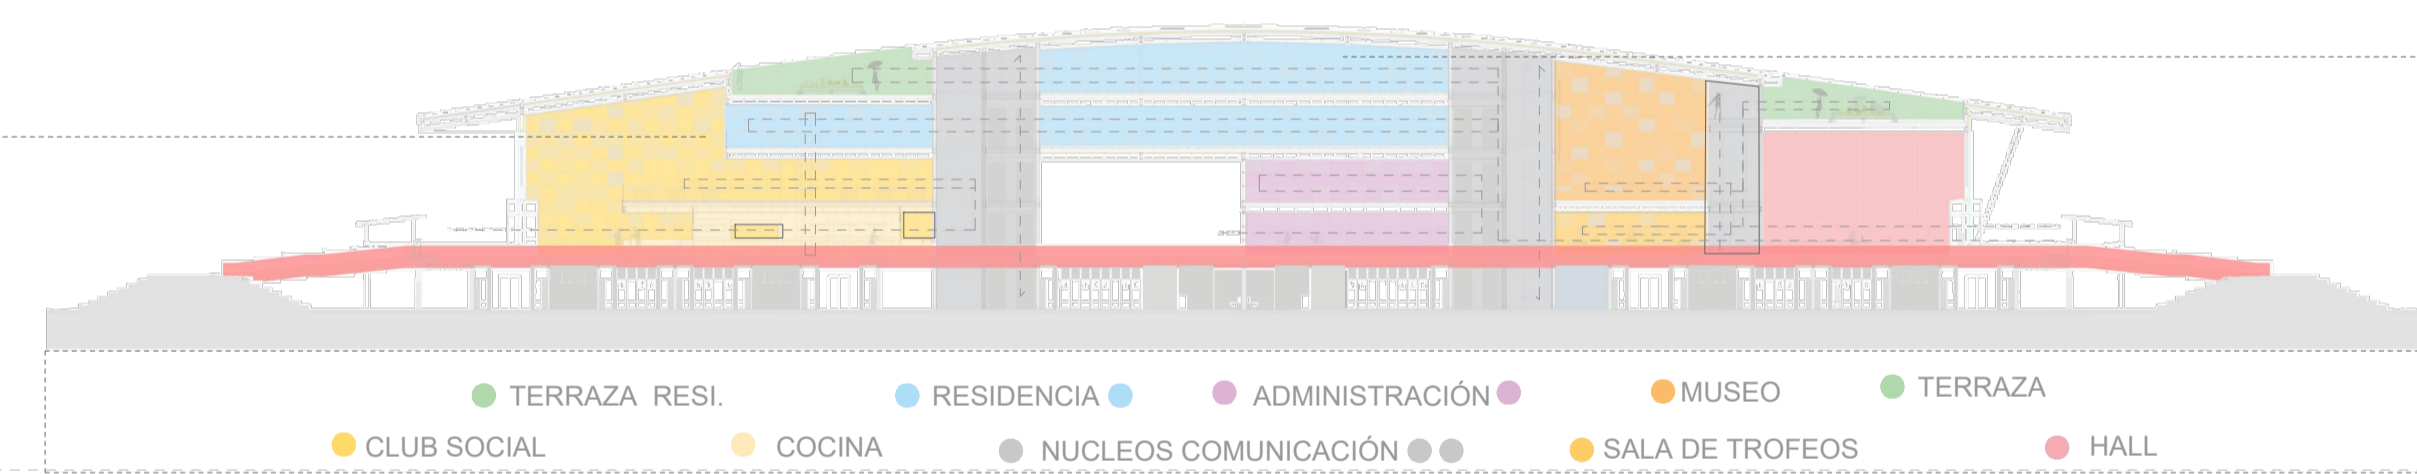 TERRAZA RESI.
RESIDENCIA
ADMINISTRACIÓN
MUSEO
TERRAZA
CLUB SOCIAL
COCINA
NUCLEOS COMUNICACIÓN
SALA DE TROFEOS
HALL